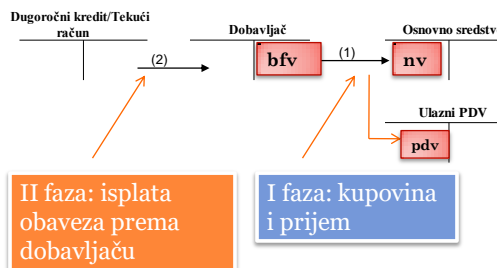 Dugoročni kredit/Tekući
račun
Dobavljač
Osnovno sredstv
(2)
bfv
(1)
nv
Ulazni PDV
pdv
II faza: isplata
obaveza prema
dobavljaču
I faza: kupovina
i prijem